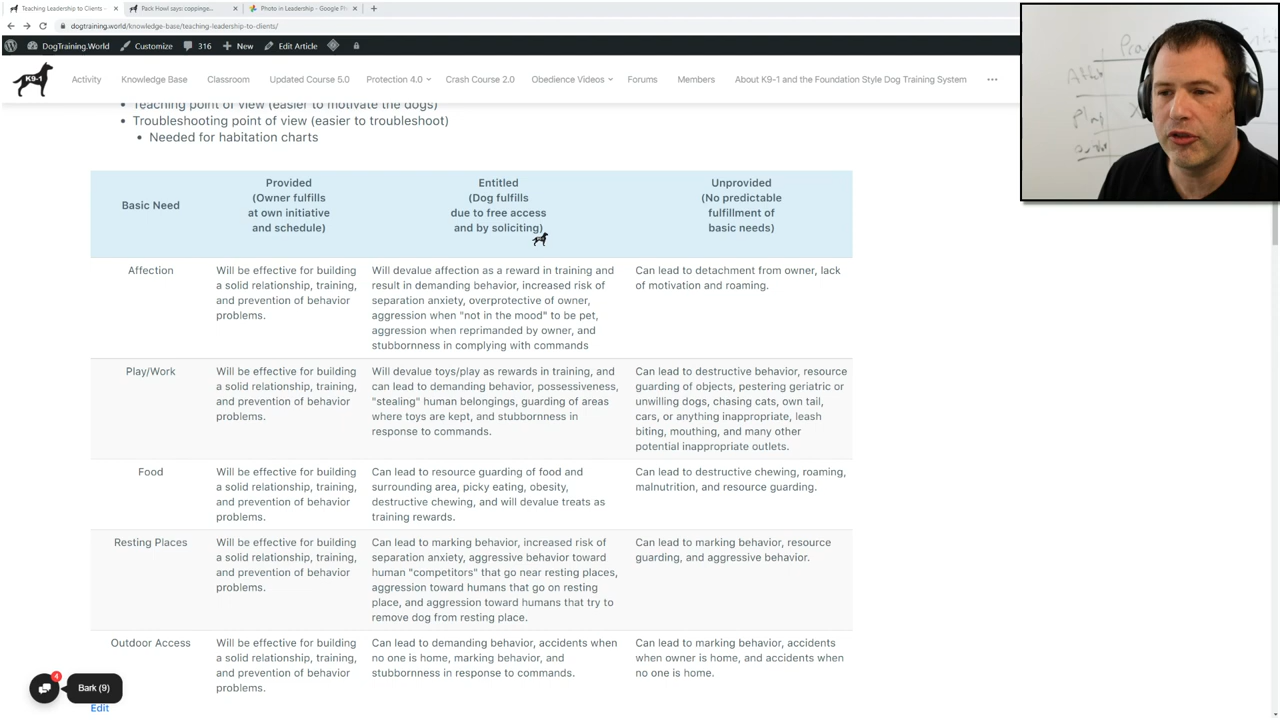 Teaching Leadership to Clients -
Pack Howl says: coppinge...
Photo in Leadership - Google Ph
dogtraining.world/knowledge-base/teaching-leadership-to-clients/
DogTraining.World Customize 316 New Edit Article
K9-1
Activity Knowledge Base Classroom Updated Course 5.0 Protection 4.0 Crash Course 2.0 Obedience Videos Forums Members About K9-1 and the Foundation Style Dog Training System
Teaching point of view (easier to motivate the dogs)
Troubleshooting point of view (easier to troubleshoot)
Needed for habitation charts
Basic Need
Provided
(Owner fulfills
at own initiative
and schedule)
Entitled
(Dog fulfills
due to free access
and by soliciting)
Unprovided
(No predictable
fulfillment of
basic needs)
Affection
Will be effective for building
a solid relationship, training,
and prevention of behavior
problems.
Will devalue affection as a reward in training and
result in demanding behavior, increased risk of
separation anxiety, overprotective of owner,
aggression when "not in the mood" to be pet,
aggression when reprimanded by owner, and
stubbornness in complying with commands
Can lead to detachment from owner, lack
of motivation and roaming.
Play/Work
Will be effective for building
a solid relationship, training,
and prevention of behavior
problems.
Will devalue toys/play as rewards in training, and
can lead to demanding behavior, possessiveness,
"stealing" human belongings, guarding of areas
where toys are kept, and stubbornness in
response to commands.
Can lead to destructive behavior, resource
guarding of objects, pestering geriatric or
unwilling dogs, chasing cats, own tail,
cars, or anything inappropriate, leash
biting, mouthing, and many other
potential inappropriate outlets.
Food
Will be effective for building
a solid relationship, training,
and prevention of behavior
problems.
Can lead to resource guarding of food and
surrounding area, picky eating, obesity,
destructive chewing, and will devalue treats as
training rewards.
Can lead to destructive chewing, roaming,
malnutrition, and resource guarding.
Resting Places
Will be effective for building
a solid relationship, training,
and prevention of behavior
problems.
Can lead to marking behavior, increased risk of
separation anxiety, aggressive behavior toward
human "competitors" that go near resting places,
aggression toward humans that go on resting
place, and aggression toward humans that try to
remove dog from resting place.
Can lead to marking behavior, resource
guarding, and aggressive behavior.
Outdoor Access
Will be effective for building
a solid relationship, training,
and prevention of behavior
problems.
Can lead to demanding behavior, accidents when
no one is home, marking behavior, and
stubbornness in response to commands.
Can lead to marking behavior, accidents
when owner is home, and accidents when
no one is home.
4
Bark (9)
Edit